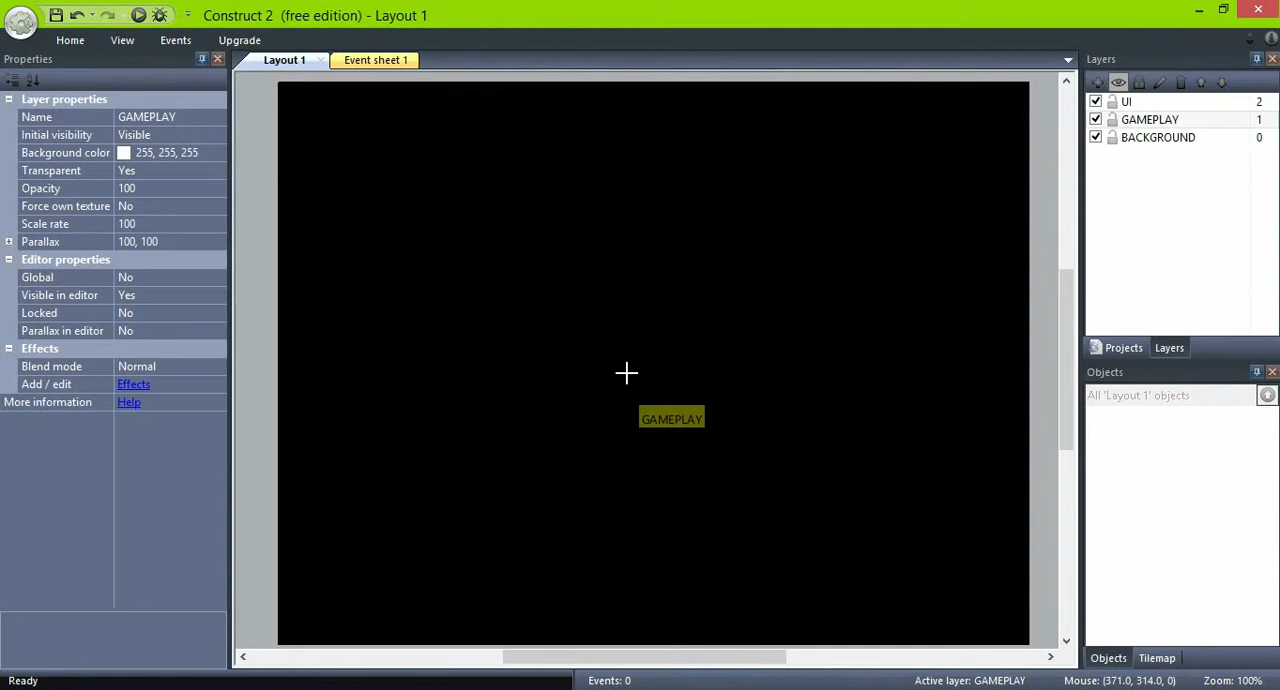 Construct 2 (free edition) - Layout 1
Home View Events Upgrade
Properties
Layer properties
Name GAMEPLAY
Initial visibility Visible
Background color 255, 255, 255
Transparent Yes
Opacity 100
Force own texture No
Scale rate 100
Parallax 100, 100
Editor properties
Global No
Visible in editor Yes
Locked No
Parallax in editor No
Effects
Blend mode Normal
Add / edit Effects
More information Help
Layout 1 Event sheet 1
GAMEPLAY
Layers
UI 2
GAMEPLAY 1
BACKGROUND 0
Projects Layers
Objects
All 'Layout 1' objects
Objects Tilemap
Ready Events: 0 Active layer: GAMEPLAY Mouse: (371.0, 314.0, 0) Zoom: 100%